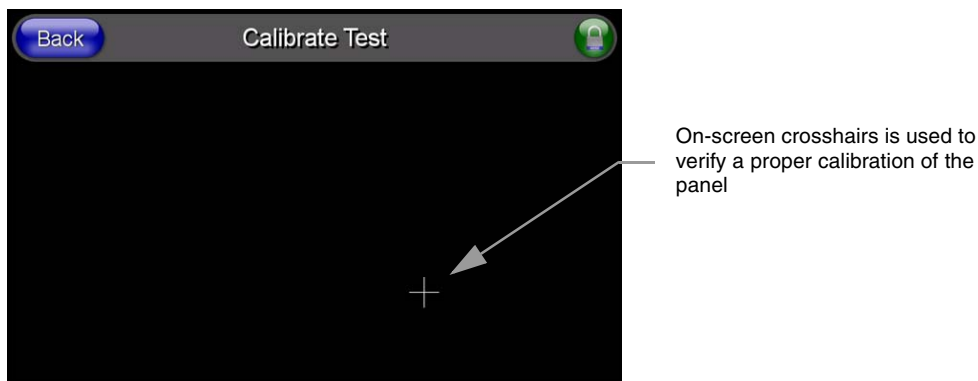 Back
Calibrate Test
On-screen crosshairs is used to
verify a proper calibration of the
panel